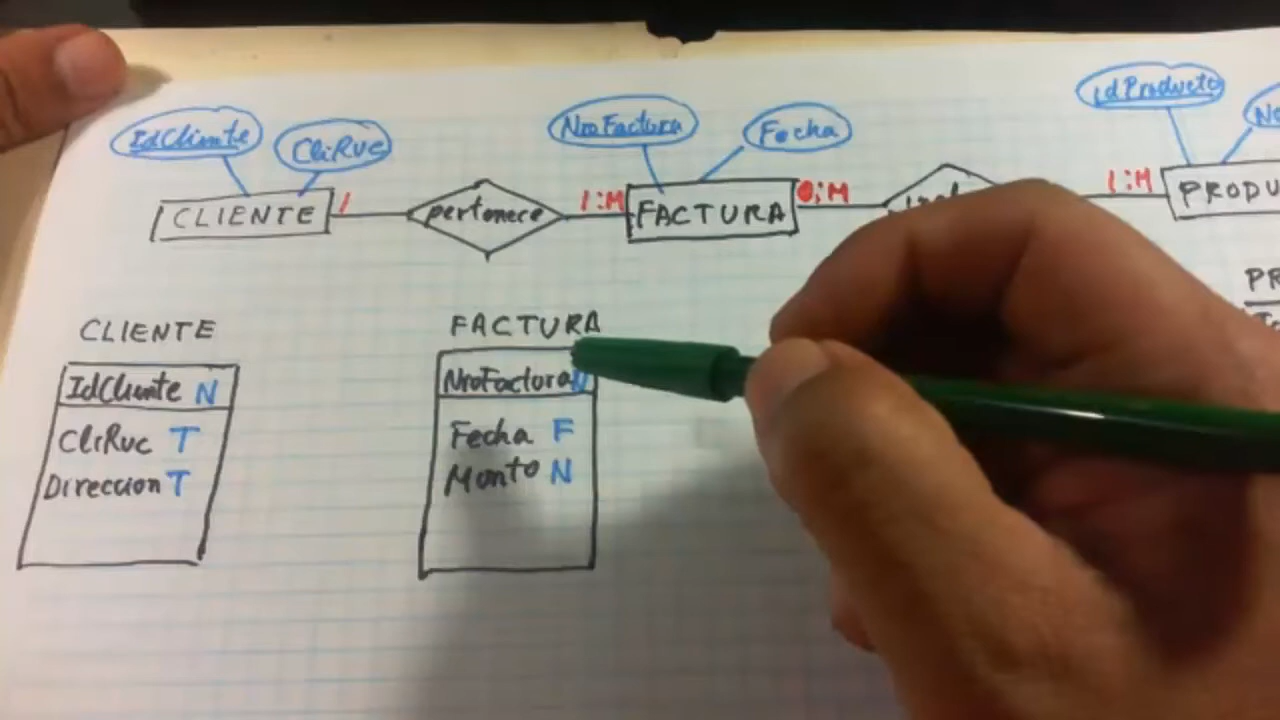 IdCliente CliRuc NroFactura Fecha IdProducto
CLIENTE 1 pertenece 1:M FACTURA 0:M 1:M
CLIENTE FACTURA
IdCliente N NroFactura N
CliRuc T Fecha F
Direccion T Monto N